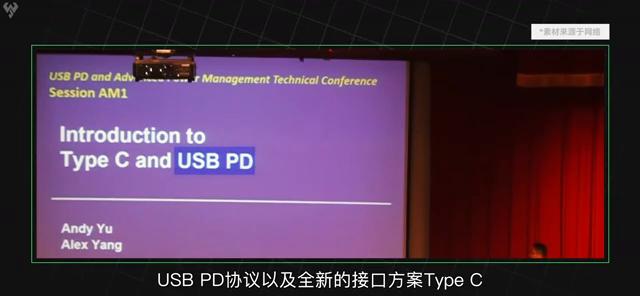 *素材来源于网络
USB PD and Advanced Power Management Technical Conference
Session AM1
Introduction to
Type C and USB PD
Andy Yu
Alex Yang
USB PD协议以及全新的接口方案Type C